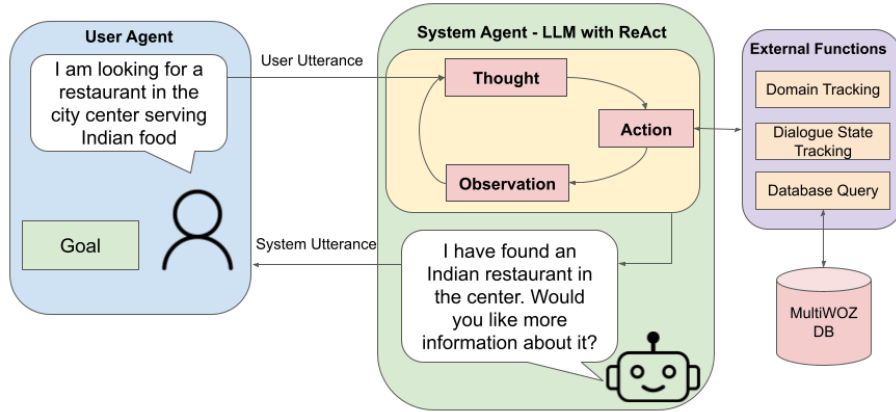 User Agent
I am looking for a
restaurant in the
city center serving
Indian food
Goal
User Utterance
System Utterance
System Agent - LLM with ReAct
Thought
Action
Observation
I have found an
Indian restaurant in
the center. Would
you like more
information about it?
External Functions
Domain Tracking
Dialogue State
Tracking
Database Query
MultiWOZ
DB